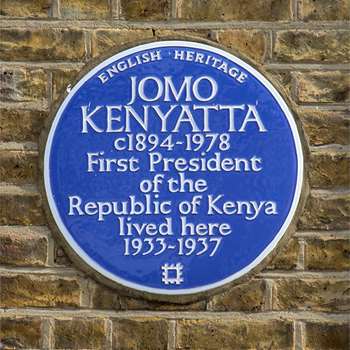 ENGLISH HERITAGE
JOMO
KENYATTA
c1894-1978
First President
of the
Republic of Kenya
lived here
1933-1937